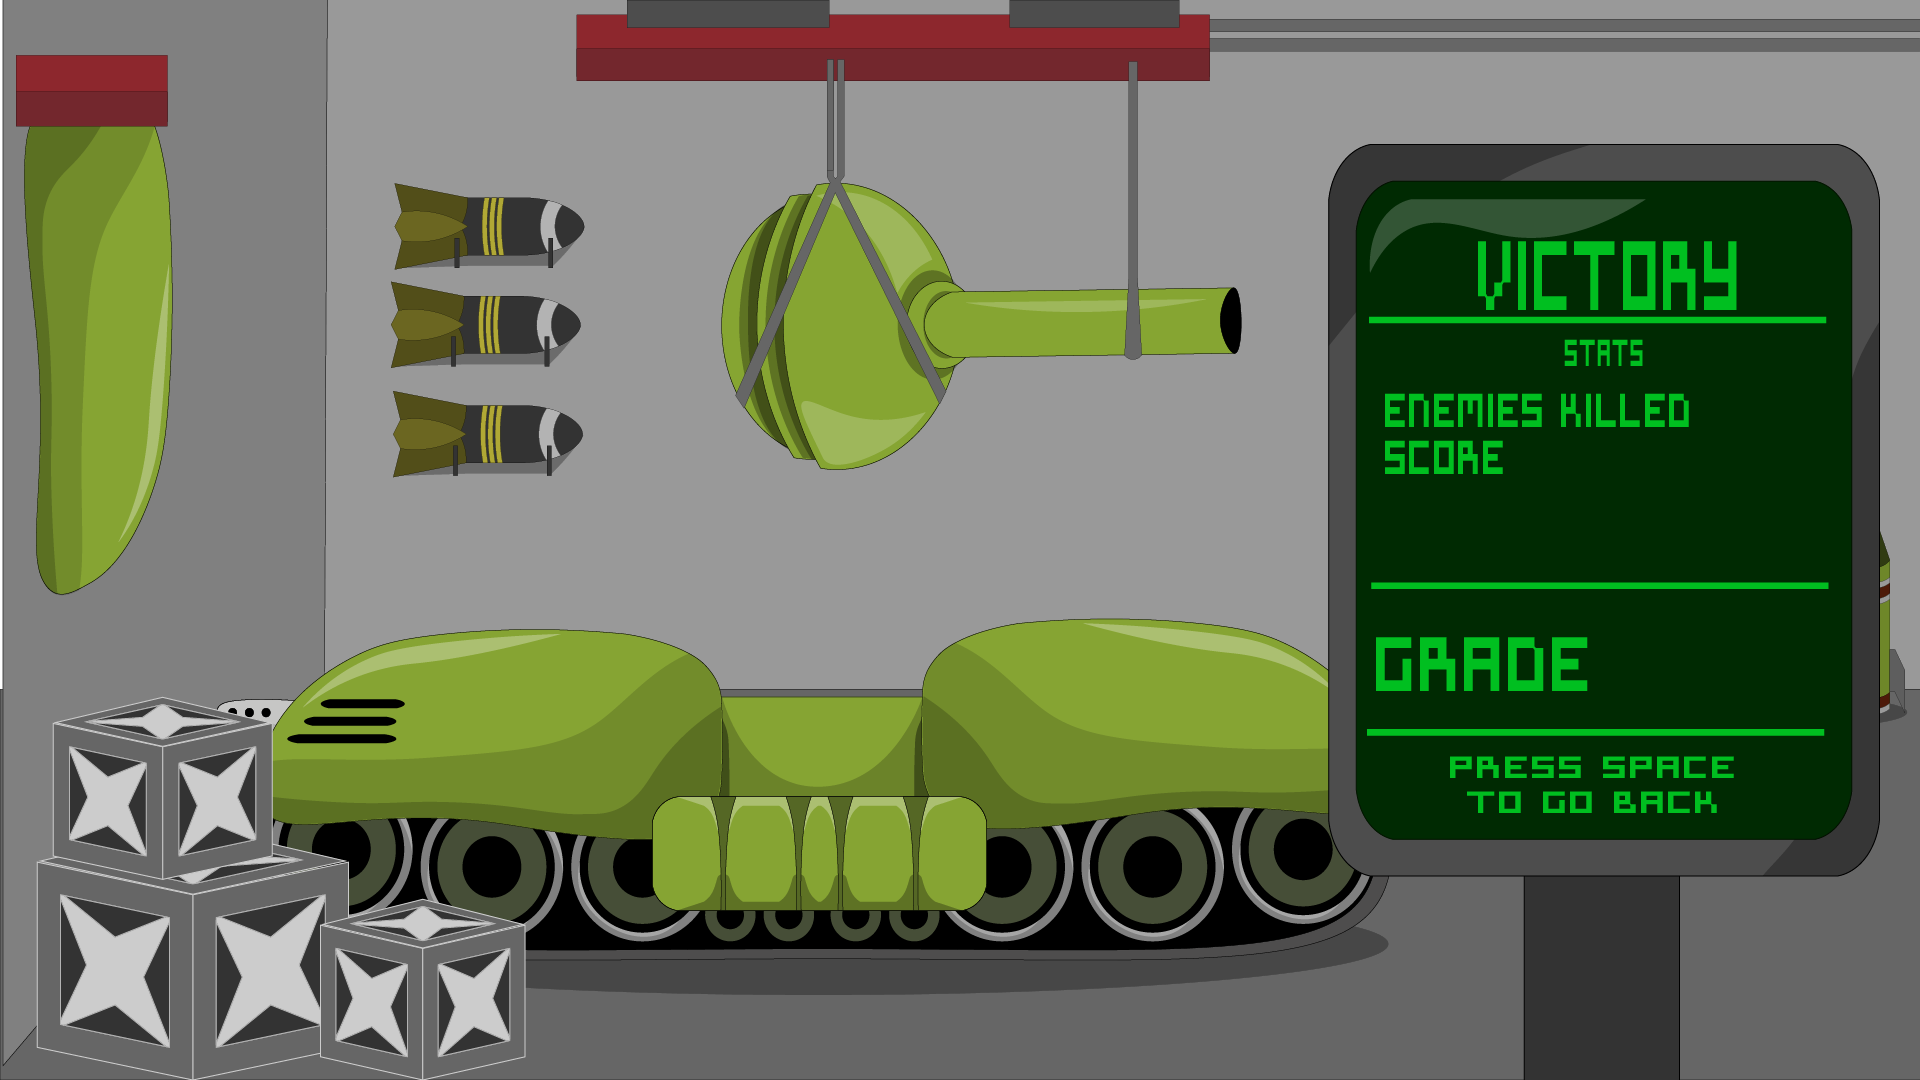 VICTORY
STATS
ENEMIES KILLED
SCORE
GRADE
PRESS SPACE
TO GO BACK